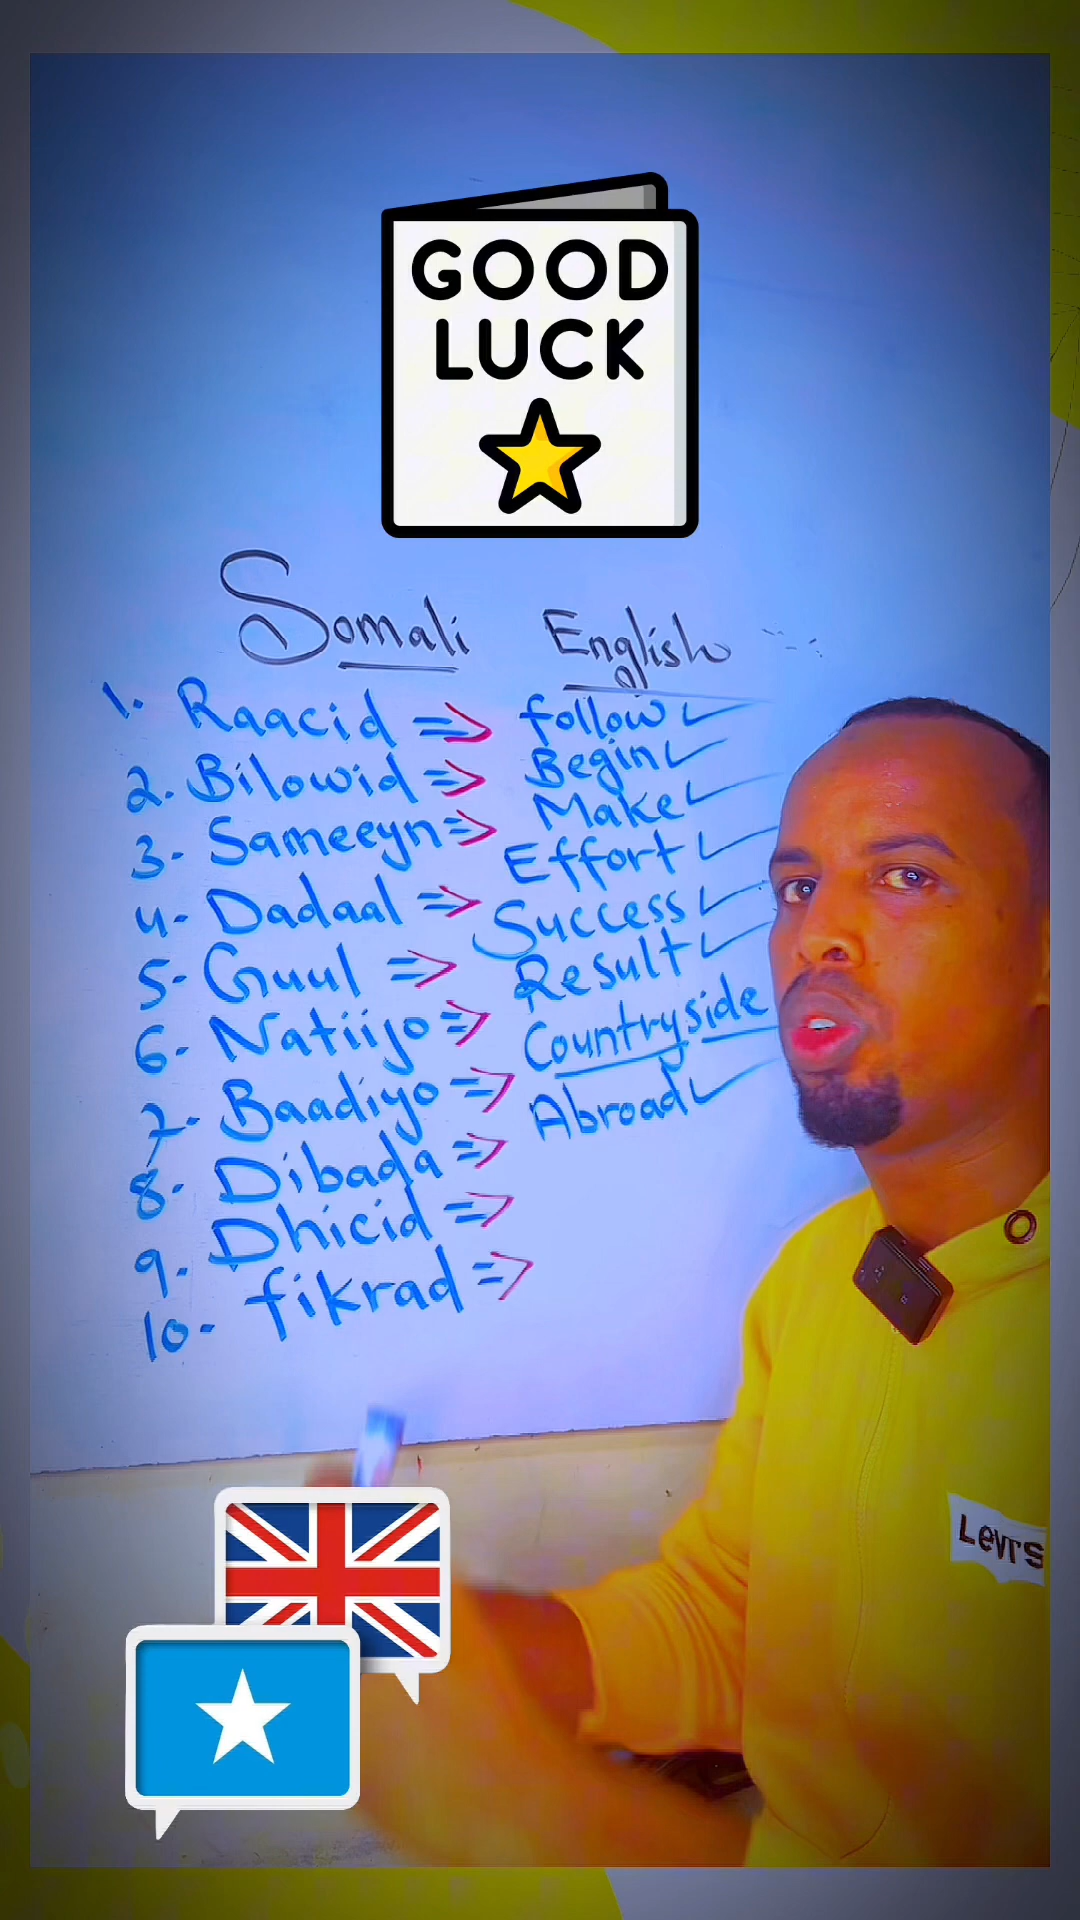 GOOD
LUCK
Somali English
1. Raacid => follow
2. Bilowid => Begin
3- Sameeyn => Make
4- Dadaal => Effort
5- Guul => Success
6- Natiijo => Result
7- Baadiyo => Countryside
8- Dibada => Abroad
9. Dhicid =>
10- fikrad =>
Levi's